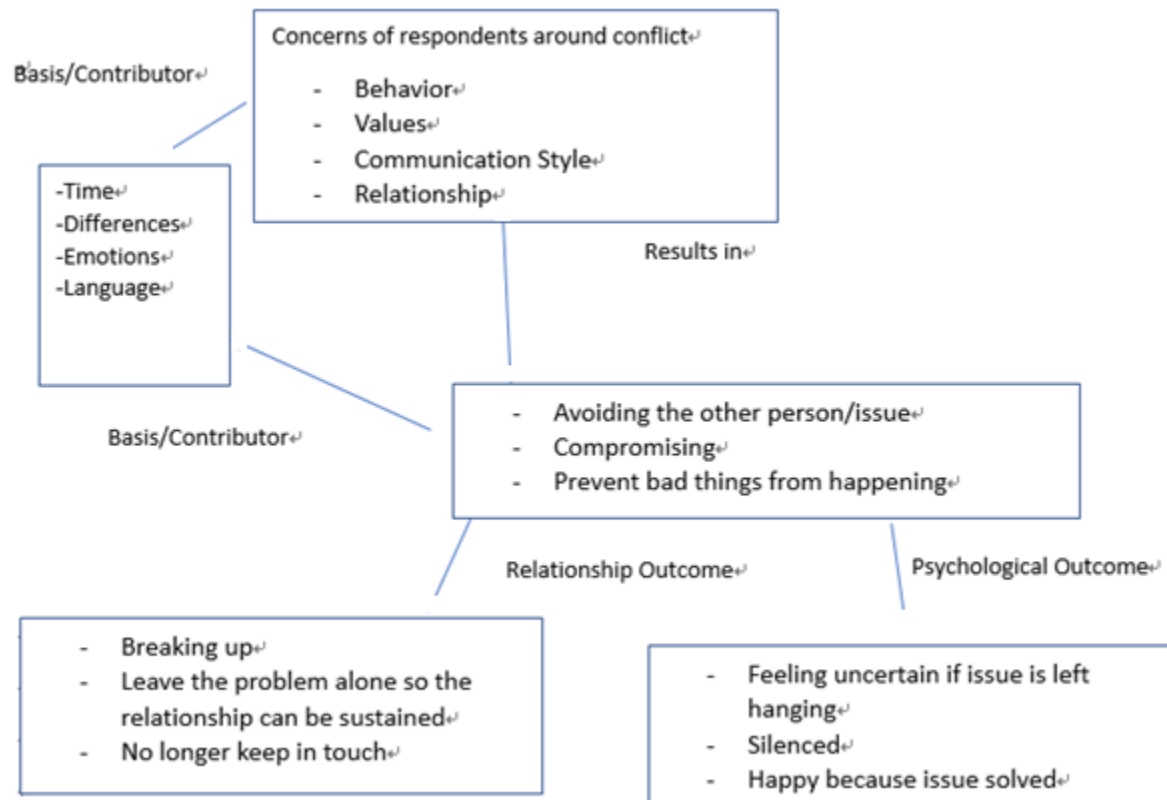 Concerns of respondents around conflict↵
Basis/Contributor↵
- Behavior↵
- Values↵
- Communication Style↵
- Relationship↵
-Time↵
-Differences↵
-Emotions↵
-Language↵
Results in↵
Basis/Contributor↵
- Avoiding the other person/issue↵
- Compromising↵
- Prevent bad things from happening↵
Relationship Outcome↵
Psychological Outcome↵
- Breaking up↵
- Leave the problem alone so the
relationship can be sustained↵
- No longer keep in touch↵
- Feeling uncertain if issue is left
hanging↵
- Silenced↵
- Happy because issue solved↵